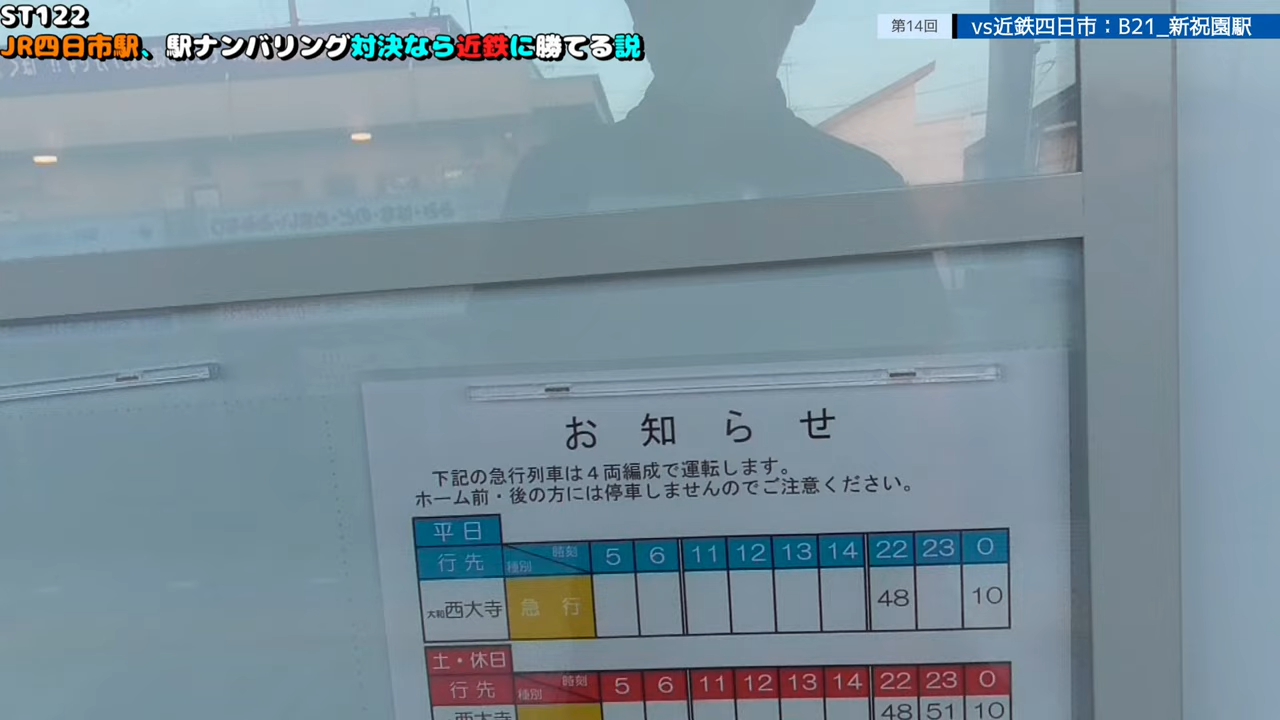 ST122
JR四日市駅、駅ナンバリング対決なら近鉄に勝てる説
第14回
vs近鉄四日市：B21_新祝園駅
お知らせ
下記の急行列車は4両編成で運転します。
ホーム前・後の方には停車しませんのでご注意ください。
平日
行先 種別 時刻 5 6 11 12 13 14 22 23 0
大和西大寺 急行 48 10
土・休日
行先 種別 時刻 5 6 11 12 13 14 22 23 0
西大寺 48 51 10